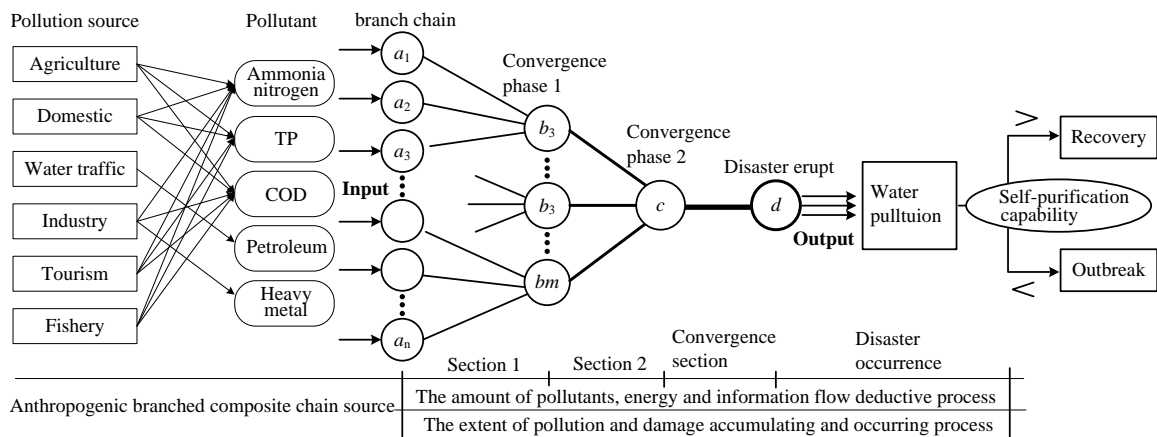 Pollution source
Agriculture
Domestic
Water traffic
Industry
Tourism
Fishery
Pollutant
Ammonia
nitrogen
TP
COD
Petroleum
Heavy
metal
branch chain
Input
a1
a2
a3
an
Convergence
phase 1
b3
b3
bm
Convergence
phase 2
c
Disaster erupt
d
Output
Water
pulltuion
>
Self-purification
capability
<
Recovery
Outbreak
Section 1
Section 2
Convergence
section
Disaster
occurrence
Anthropogenic branched composite chain source
The amount of pollutants, energy and information flow deductive process
The extent of pollution and damage accumulating and occurring process